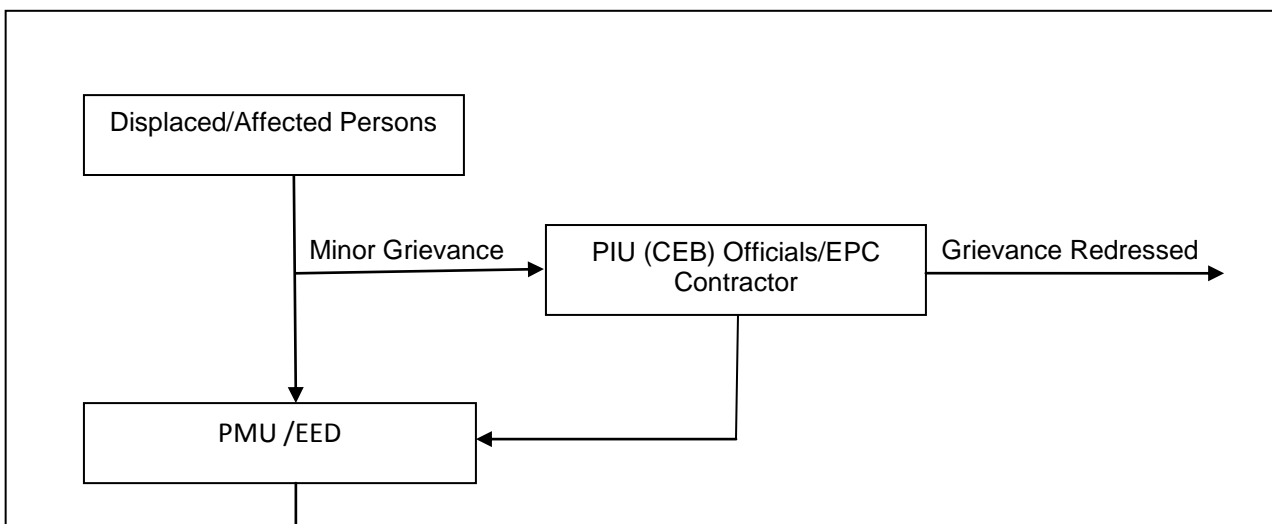 Displaced/Affected Persons
Minor Grievance
PIU (CEB) Officials/EPC
Contractor
Grievance Redressed
PMU /EED